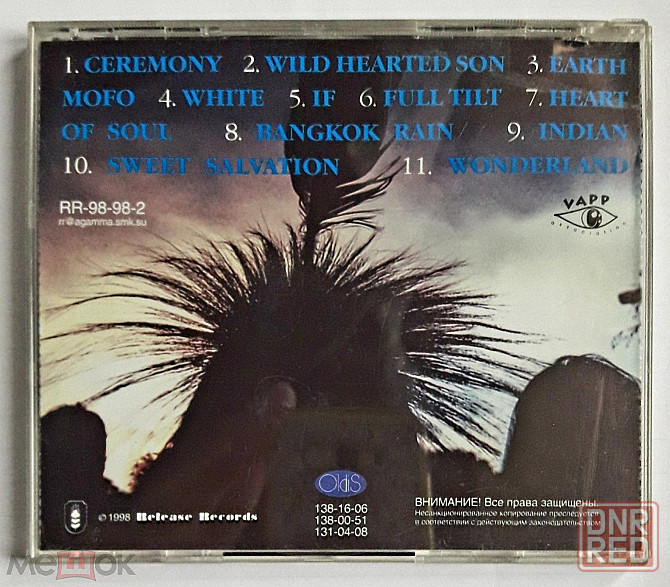 1. CEREMONY 2. WILD HEARTED SON 3. EARTH
MOFO 4. WHITE 5. IF 6. FULL TILT 7. HEART
OF SOUL 8. BANGKOK RAIN 9. INDIAN
10. SWEET SALVATION 11. WONDERLAND
RR-98-98-2
rr@agamma.smk.su
VAPP
association
OldiS
138-16-06
138-00-51
131-04-08
ВНИМАНИЕ! Все права защищены.
Несанкционированное копирование преследуется
в соответствии с действующим законодательством
© 1998 Release Records
DNR
RED
Мешок